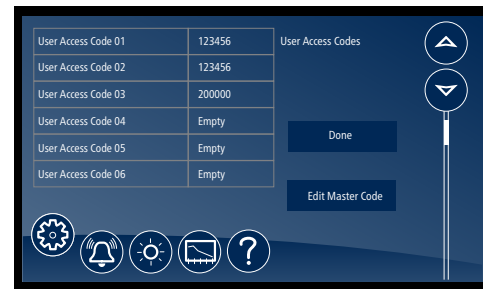 User Access Code 01 123456 User Access Codes
User Access Code 02 123456
User Access Code 03 200000
User Access Code 04 Empty
User Access Code 05 Empty
User Access Code 06 Empty
Done
Edit Master Code
?